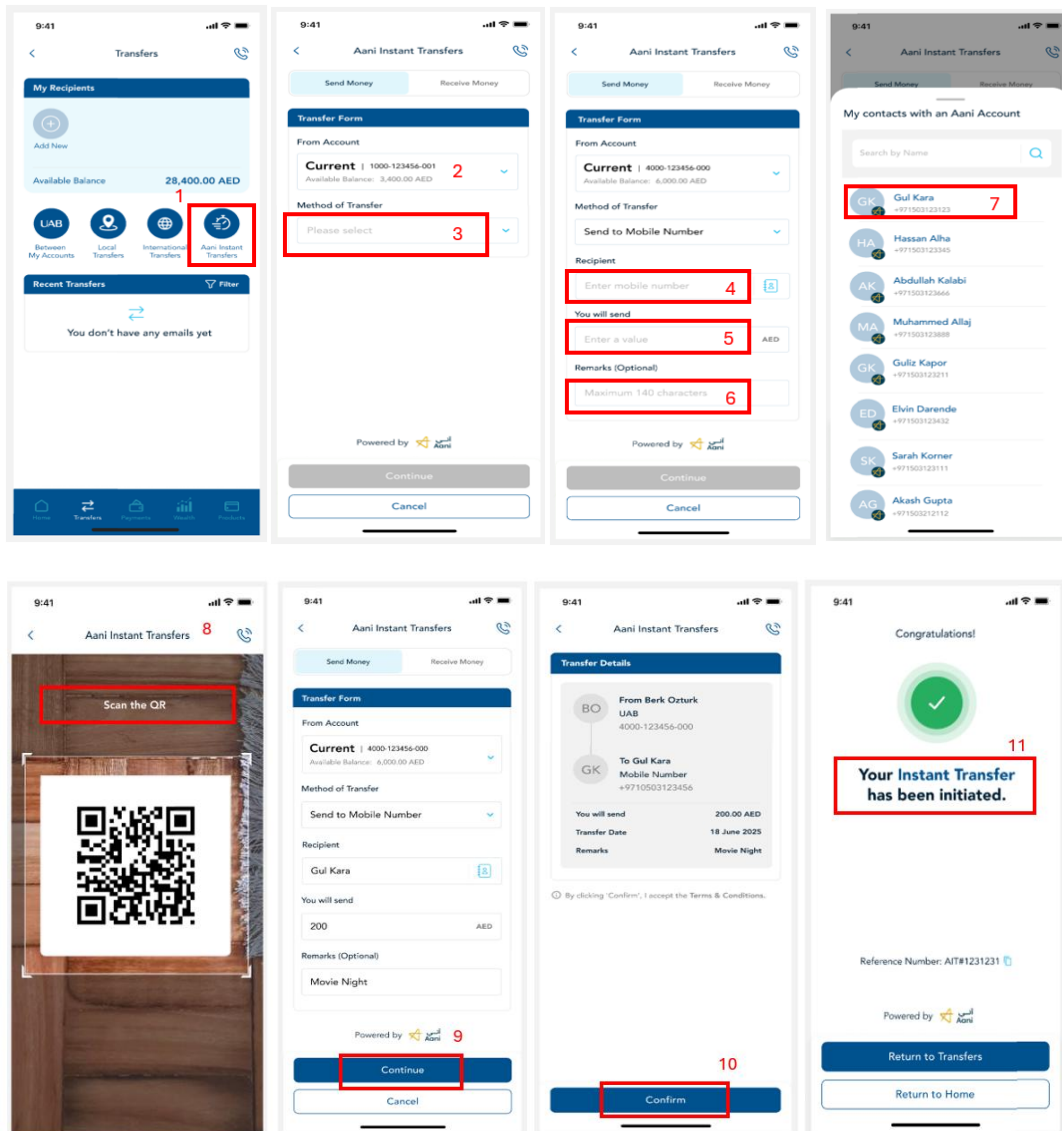 9:41
Transfers
My Recipients
Add New
Available Balance 28,400.00 AED
1
UAB
Between My Accounts
Local Transfers
International Transfers
Aani Instant Transfers
Recent Transfers Filter
You don't have any emails yet
Home Transfers Payments Wealth Products
9:41
Aani Instant Transfers
Send Money Receive Money
Transfer Form
From Account
Current | 1000-123456-001
Available Balance: 3,400.00 AED
2
Method of Transfer
Please select
3
Powered by آني Aani
Continue
Cancel
9:41
Aani Instant Transfers
Send Money Receive Money
Transfer Form
From Account
Current | 4000-123456-000
Available Balance: 6,000.00 AED
Method of Transfer
Send to Mobile Number
Recipient
Enter mobile number 4
You will send
Enter a value 5 AED
Remarks (Optional)
Maximum 140 characters 6
Powered by آني Aani
Continue
Cancel
9:41
Aani Instant Transfers
Send Money Receive Money
My contacts with an Aani Account
Search by Name
GK Gul Kara 7
+971503123123
HA Hassan Alha
+971503123345
AK Abdullah Kalabi
+971503123666
MA Muhammed Allaj
+971503123888
GK Guliz Kapor
+971503123211
ED Elvin Darende
+971503123432
SK Sarah Korner
+971503123111
AG Akash Gupta
+971503212112
9:41
Aani Instant Transfers 8
Scan the QR
9:41
Aani Instant Transfers
Send Money Receive Money
Transfer Form
From Account
Current | 4000-123456-000
Available Balance: 6,000.00 AED
Method of Transfer
Send to Mobile Number
Recipient
Gul Kara
You will send
200 AED
Remarks (Optional)
Movie Night
Powered by آني Aani 9
Continue
Cancel
9:41
Aani Instant Transfers
Transfer Details
BO From Berk Ozturk
UAB
4000-123456-000
GK To Gul Kara
Mobile Number
+9710503123456
You will send 200.00 AED
Transfer Date 18 June 2025
Remarks Movie Night
By clicking 'Confirm', I accept the Terms & Conditions.
10
Confirm
9:41
Congratulations!
11
Your Instant Transfer
has been initiated.
Reference Number: AIT#1231231
Powered by آني Aani
Return to Transfers
Return to Home